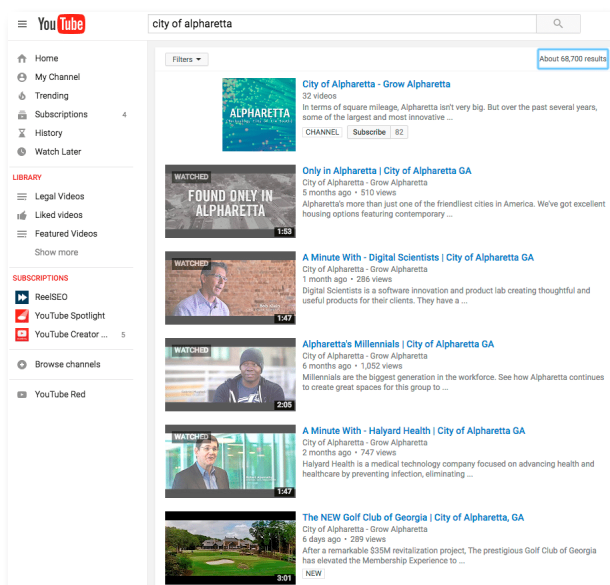 YouTube
city of alpharetta
Home
My Channel
Trending
Subscriptions 4
History
Watch Later
LIBRARY
Legal Videos
Liked videos
Featured Videos
Show more
SUBSCRIPTIONS
ReelSEO
YouTube Spotlight
YouTube Creator ... 5
Browse channels
YouTube Red
Filters
About 68,700 results
ALPHARETTA
City of Alpharetta - Grow Alpharetta
32 videos
In terms of square mileage, Alpharetta isn't very big. But over the past several years,
some of the largest and most innovative ...
CHANNEL Subscribe 82
WATCHED
FOUND ONLY IN
ALPHARETTA
1:53
Only in Alpharetta | City of Alpharetta GA
City of Alpharetta - Grow Alpharetta
5 months ago • 510 views
Alpharetta's more than just one of the friendliest cities in America. We've got excellent
housing options featuring contemporary ...
WATCHED
1:47
A Minute With - Digital Scientists | City of Alpharetta GA
City of Alpharetta - Grow Alpharetta
1 month ago • 286 views
Digital Scientists is a software innovation and product lab creating thoughtful and
useful products for their clients. They have a ...
WATCHED
2:05
Alpharetta's Millennials | City of Alpharetta GA
City of Alpharetta - Grow Alpharetta
6 months ago • 1,052 views
Millennials are the biggest generation in the workforce. See how Alpharetta continues
to create great spaces for this group to ...
WATCHED
1:47
A Minute With - Halyard Health | City of Alpharetta GA
City of Alpharetta - Grow Alpharetta
2 months ago • 747 views
Halyard Health is a medical technology company focused on advancing health and
healthcare by preventing infection, eliminating ...
3:01
The NEW Golf Club of Georgia | City of Alpharetta, GA
City of Alpharetta - Grow Alpharetta
6 days ago • 289 views
After a remarkable $35M revitalization project, The prestigious Golf Club of Georgia
has elevated the Membership Experience to ...
NEW